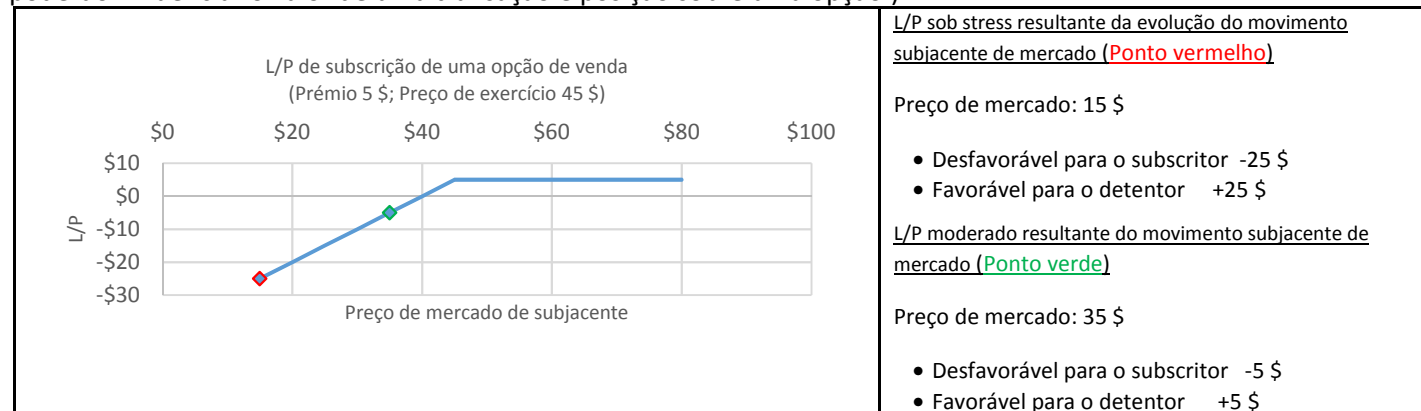 L/P de subscrição de uma opção de venda
(Prémio 5 $; Preço de exercício 45 $)
$0 $20 $40 $60 $80 $100
$10
$0
-$10
-$20
-$30
L/P
Preço de mercado de subjacente
L/P sob stress resultante da evolução do movimento
subjacente de mercado (Ponto vermelho)
Preço de mercado: 15 $
• Desfavorável para o subscritor -25 $
• Favorável para o detentor +25 $
L/P moderado resultante do movimento subjacente de
mercado (Ponto verde)
Preço de mercado: 35 $
• Desfavorável para o subscritor -5 $
• Favorável para o detentor +5 $